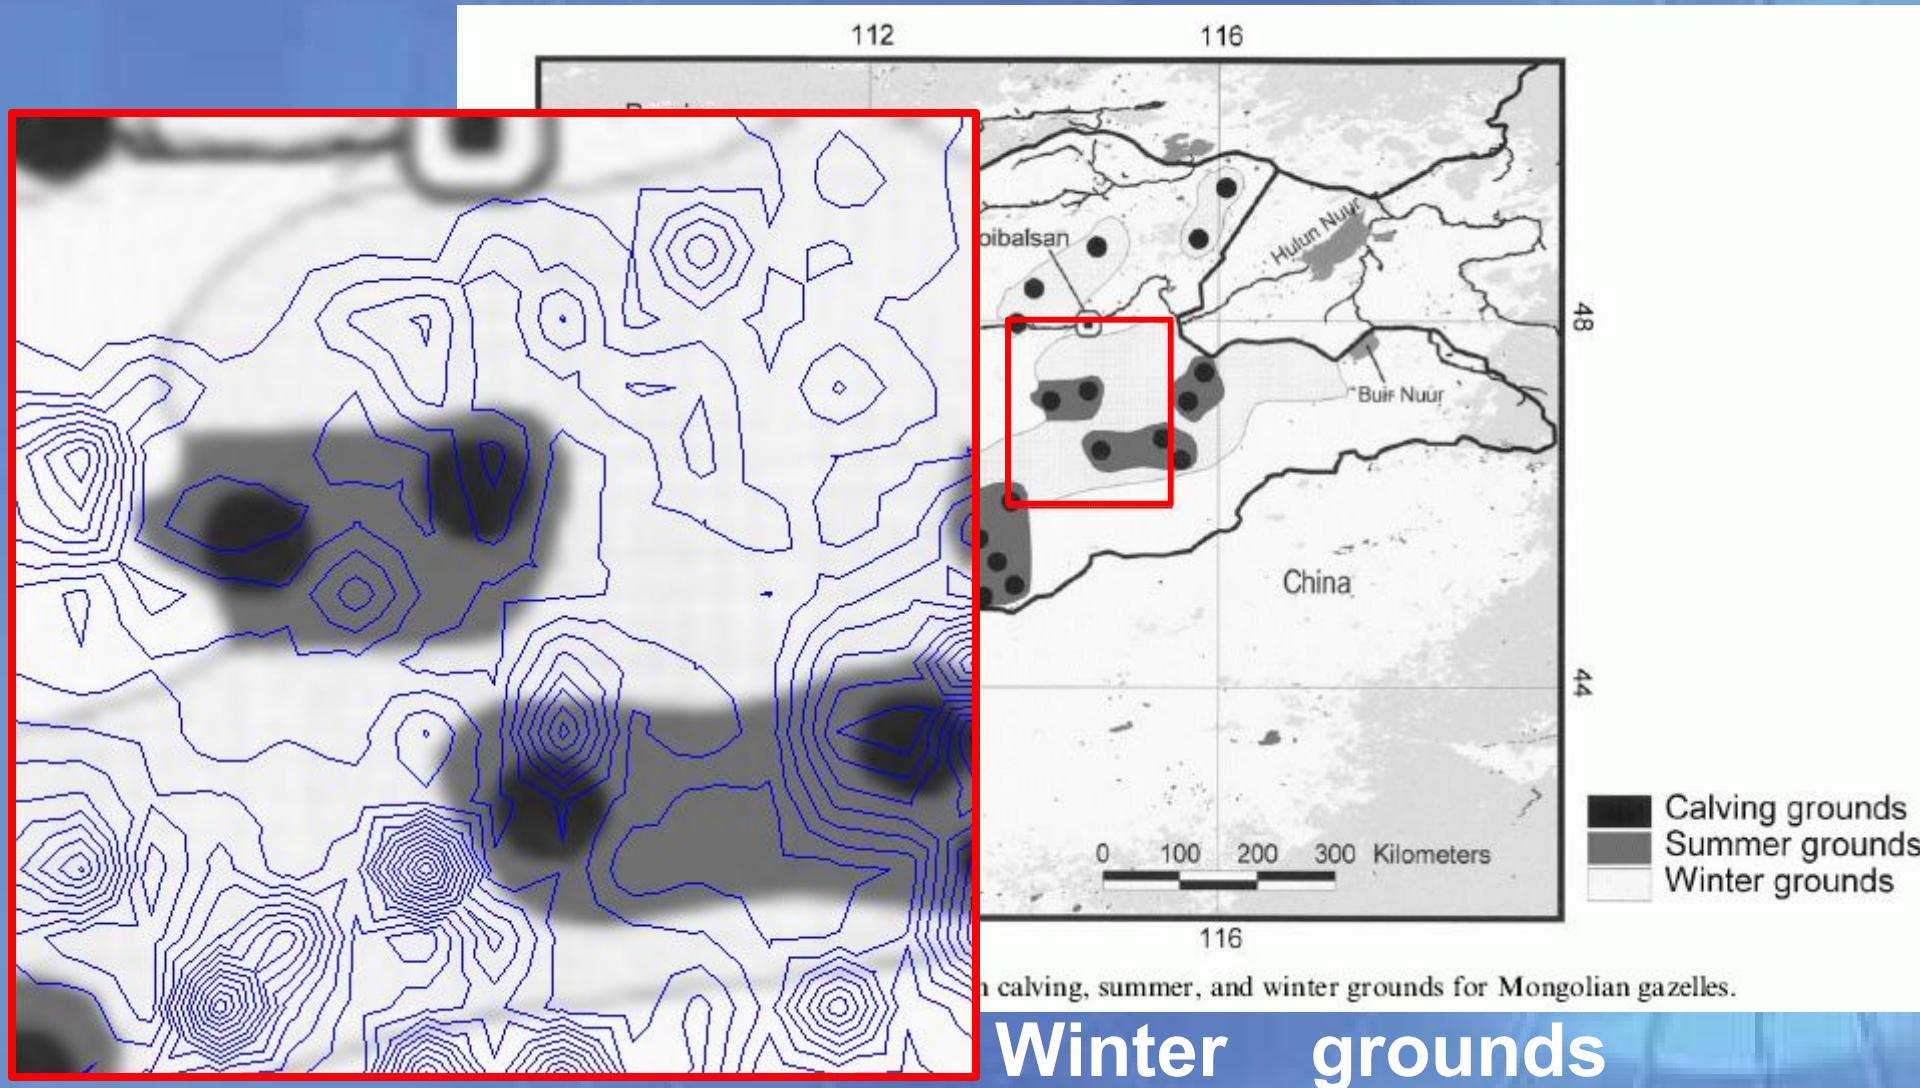 112 116
oibalsan
Hulun Nuur
48
Buir Nuur
China
44
0 100 200 300 Kilometers
Calving grounds
Summer grounds
Winter grounds
116
calving, summer, and winter grounds for Mongolian gazelles.
Winter grounds